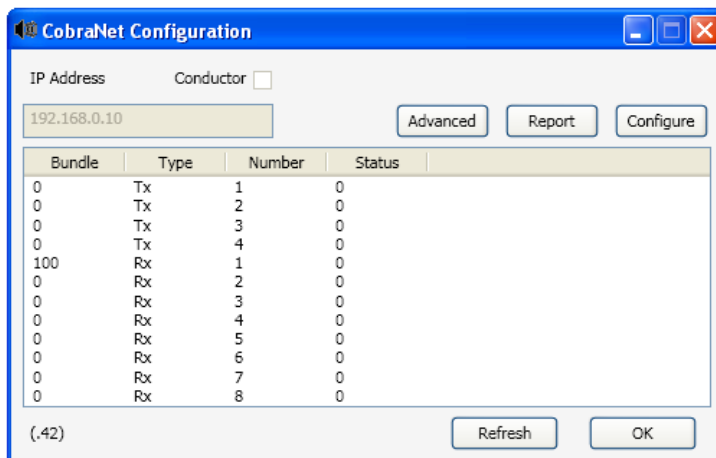 CobraNet Configuration
IP Address Conductor
192.168.0.10 Advanced Report Configure
Bundle Type Number Status
0 Tx 1 0
0 Tx 2 0
0 Tx 3 0
0 Tx 4 0
100 Rx 1 0
0 Rx 2 0
0 Rx 3 0
0 Rx 4 0
0 Rx 5 0
0 Rx 6 0
0 Rx 7 0
0 Rx 8 0
(.42) Refresh OK